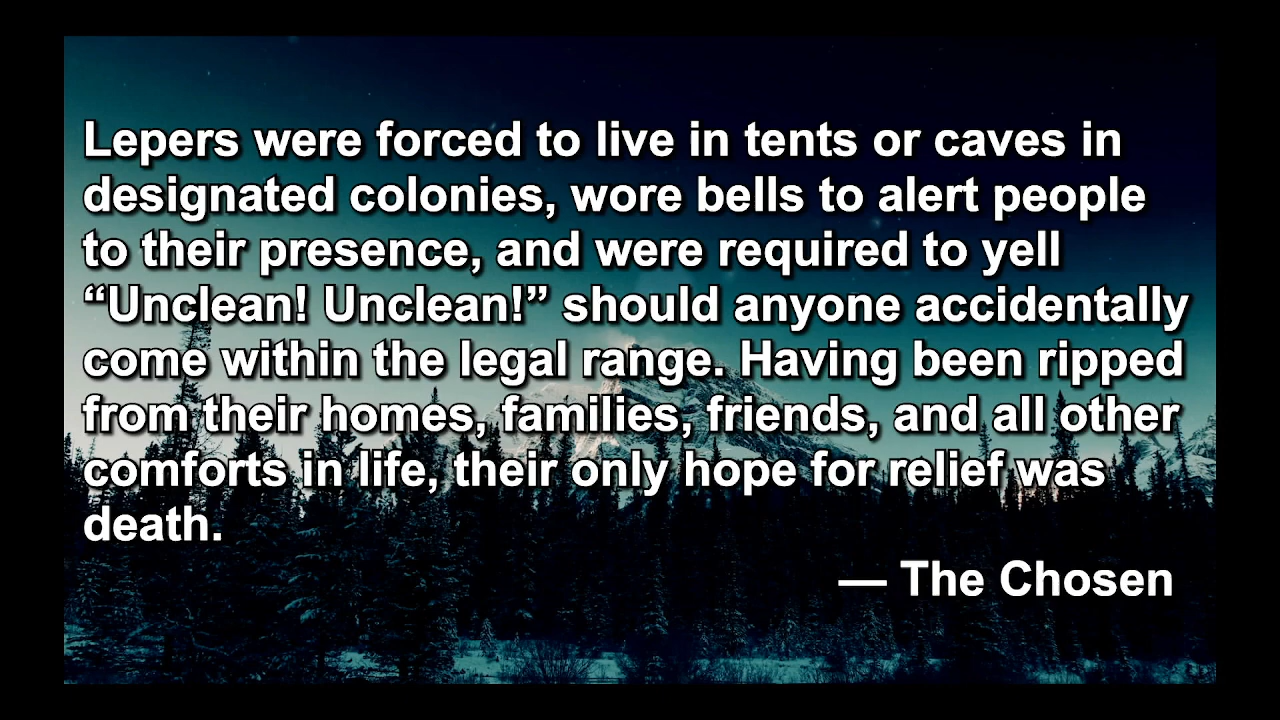 Lepers were forced to live in tents or caves in
designated colonies, wore bells to alert people
to their presence, and were required to yell
“Unclean! Unclean!” should anyone accidentally
come within the legal range. Having been ripped
from their homes, families, friends, and all other
comforts in life, their only hope for relief was
death.
— The Chosen